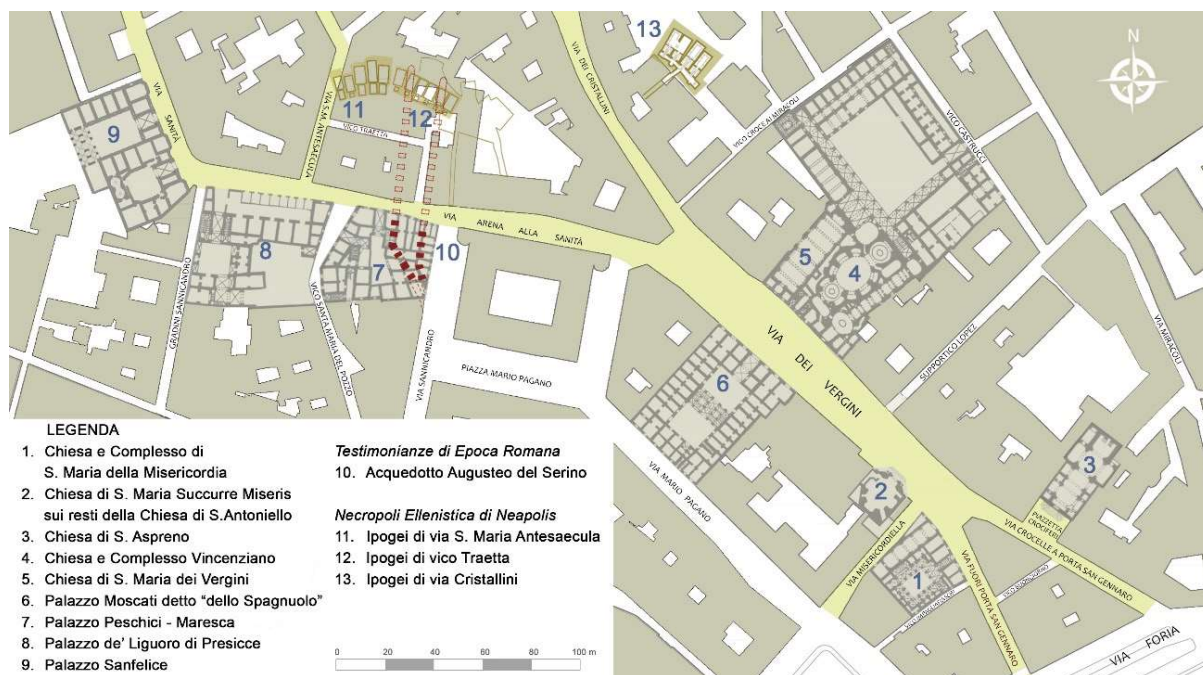 N
VIA SANITÀ
VIA S.M. ANTESAECULA
VICO TRAETTA
VIA DEI CRISTALLINI
VICO CROCE AI MIRACOLI
VICO CASTRUCCI
VIA ARENA ALLA SANITÀ
GRADINI SANNICANDRO
VICO SANTA MARIA DEL POZZO
VIA SANNICANDRO
PIAZZA MARIO PAGANO
VIA DEI VERGINI
SUPPORTICO LOPEZ
VIA MIRACOLI
VIA MARIO PAGANO
VIA MISERICORDIELLA
VIA FUORI PORTA SAN GENNARO
PIAZZETTA CROCIFERI
VIA CROCELLE A PORTA SAN GENNARO
VIA FORIA
13
9
11
12
8
7
10
5
4
6
3
2
1
LEGENDA
1. Chiesa e Complesso di
S. Maria della Misericordia
2. Chiesa di S. Maria Succurre Miseris
sui resti della Chiesa di S.Antoniello
3. Chiesa di S. Aspreno
4. Chiesa e Complesso Vincenziano
5. Chiesa di S. Maria dei Vergini
6. Palazzo Moscati detto “dello Spagnuolo”
7. Palazzo Peschici - Maresca
8. Palazzo de' Liguoro di Presicce
9. Palazzo Sanfelice
Testimonianze di Epoca Romana
10. Acquedotto Augusteo del Serino
Necropoli Ellenistica di Neapolis
11. Ipogei di via S. Maria Antesaecula
12. Ipogei di vico Traetta
13. Ipogei di via Cristallini
0 20 40 60 80 100 m